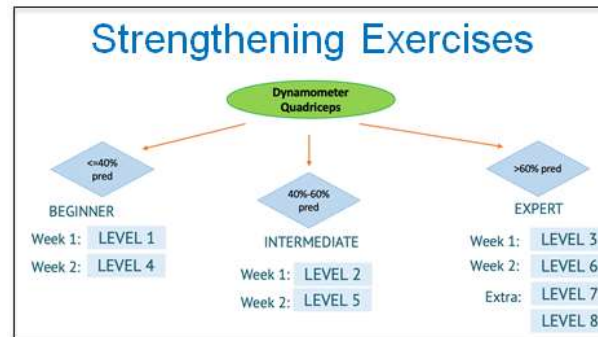 Strengthening Exercises
Dynamometer
Quadriceps
<=40%
pred
BEGINNER
Week 1: LEVEL 1
Week 2: LEVEL 4
40%-60%
pred
INTERMEDIATE
Week 1: LEVEL 2
Week 2: LEVEL 5
>60% pred
EXPERT
Week 1: LEVEL 3
Week 2: LEVEL 6
Extra: LEVEL 7
LEVEL 8